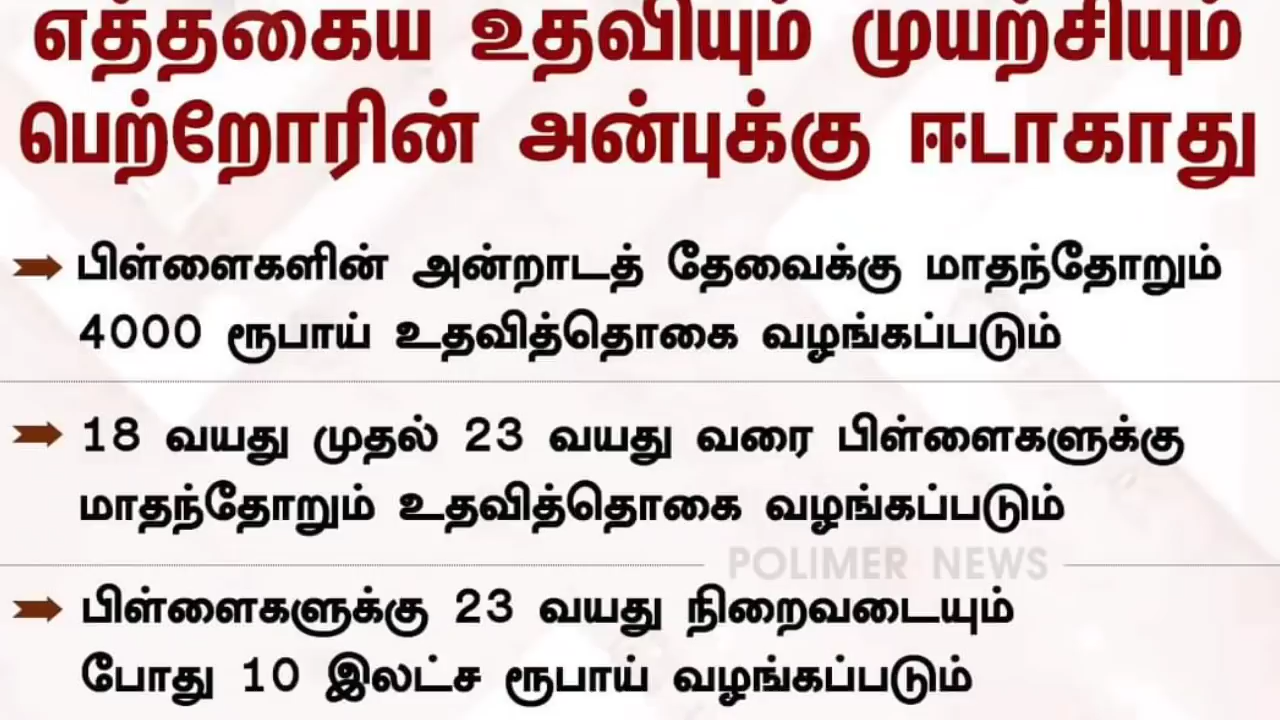 எத்தகைய உதவியும் முயற்சியும்
பெற்றோரின் அன்புக்கு ஈடாகாது
பிள்ளைகளின் அன்றாடத் தேவைக்கு மாதந்தோறும்
4000 ரூபாய் உதவித்தொகை வழங்கப்படும்
18 வயது முதல் 23 வயது வரை பிள்ளைகளுக்கு
மாதந்தோறும் உதவித்தொகை வழங்கப்படும்
POLIMER NEWS
பிள்ளைகளுக்கு 23 வயது நிறைவடையும்
போது 10 இலட்ச ரூபாய் வழங்கப்படும்